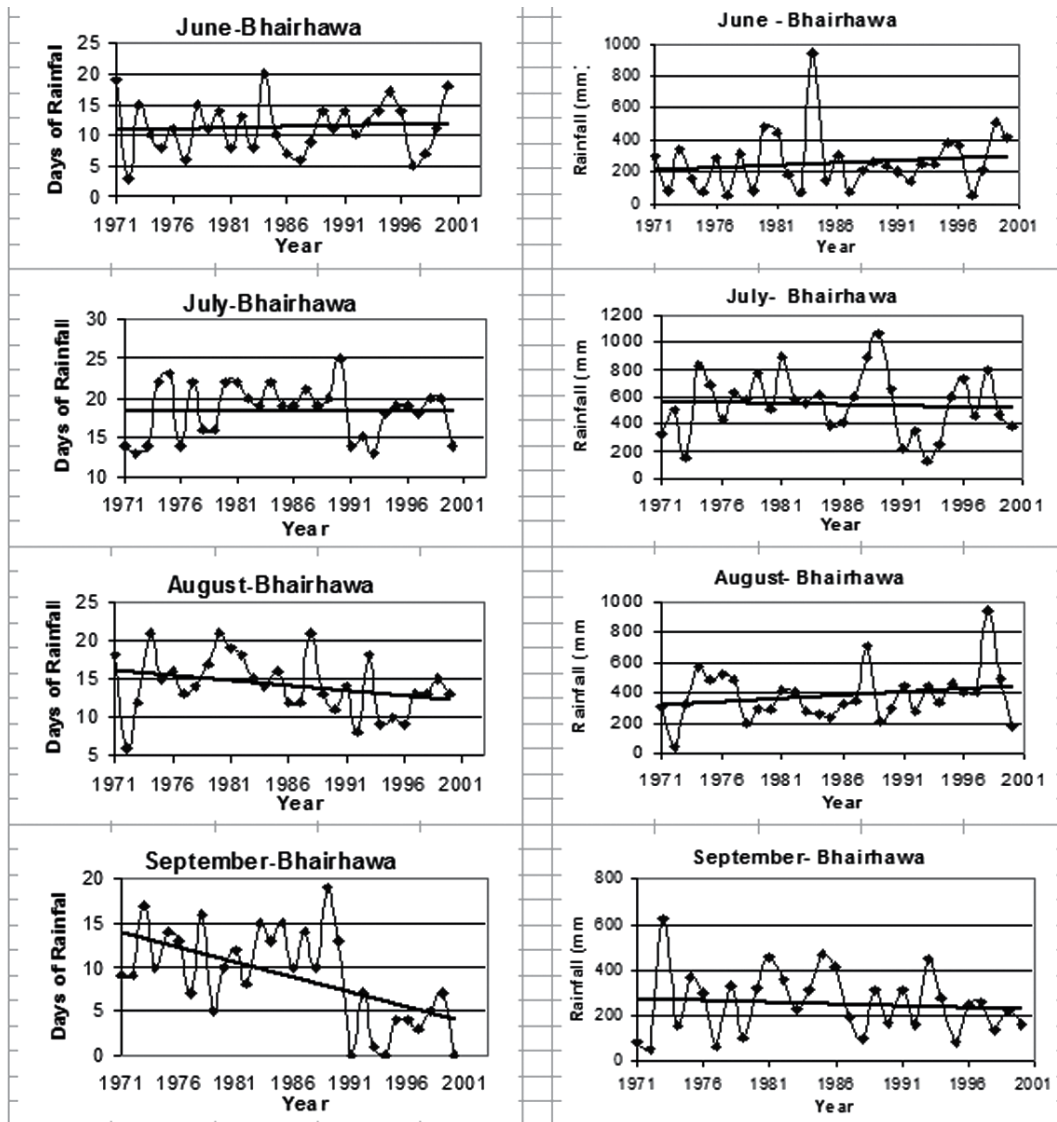 June-Bhairhawa
Days of Rainfal
25
20
15
10
5
0
1971 1976 1981 1986 1991 1996 2001
Year
June - Bhairhawa
Rainfall (mm)
1000
800
600
400
200
0
1971 1976 1981 1986 1991 1996 2001
Year
July-Bhairhawa
Days of Rainfall
30
25
20
15
10
1971 1976 1981 1986 1991 1996 2001
Year
July- Bhairhawa
Rainfall (mm
1200
1000
800
600
400
200
0
1971 1976 1981 1986 1991 1996 2001
Year
August-Bhairhawa
Days of Rainfall
25
20
15
10
5
1971 1976 1981 1986 1991 1996 2001
Year
August- Bhairhawa
Rainfall (mm
1000
800
600
400
200
0
1971 1976 1981 1986 1991 1996 2001
Year
September-Bhairhawa
Days of Rainfal
20
15
10
5
0
1971 1976 1981 1986 1991 1996 2001
Year
September- Bhairhawa
Rainfall (mm
800
600
400
200
0
1971 1976 1981 1986 1991 1996 2001
Year